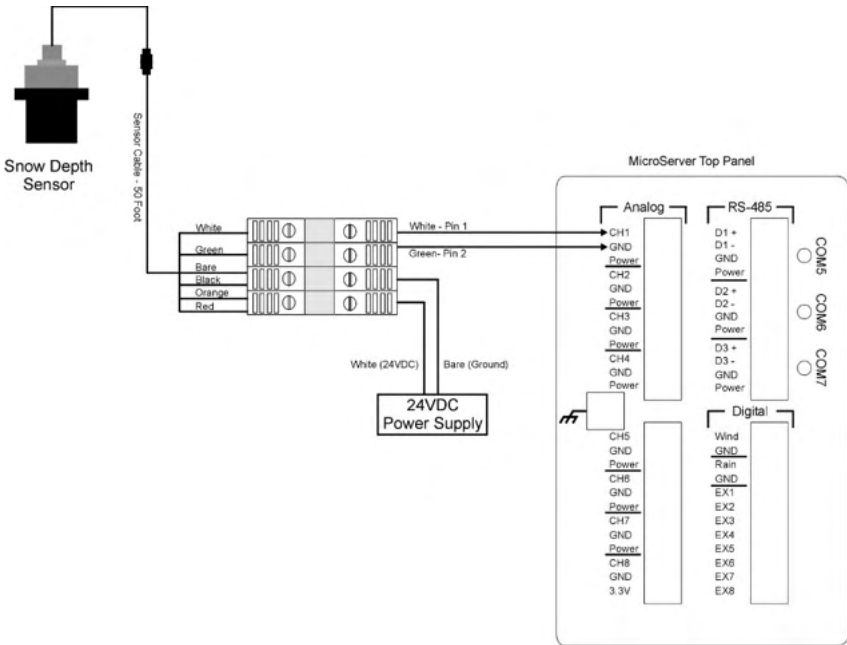 Snow Depth
Sensor
Sensor Cable - 50 Foot
White
Green
Bare
Black
Orange
Red
White - Pin 1
Green- Pin 2
White (24VDC)
Bare (Ground)
24VDC
Power Supply
MicroServer Top Panel
Analog
CH1
GND
Power
CH2
GND
Power
CH3
GND
Power
CH4
GND
Power
CH5
GND
Power
CH6
GND
Power
CH7
GND
Power
CH8
GND
3.3V
RS-485
D1 +
D1 -
GND
Power
D2 +
D2 -
GND
Power
D3 +
D3 -
GND
Power
COM5
COM6
COM7
Digital
Wind
GND
Rain
GND
EX1
EX2
EX3
EX4
EX5
EX6
EX7
EX8